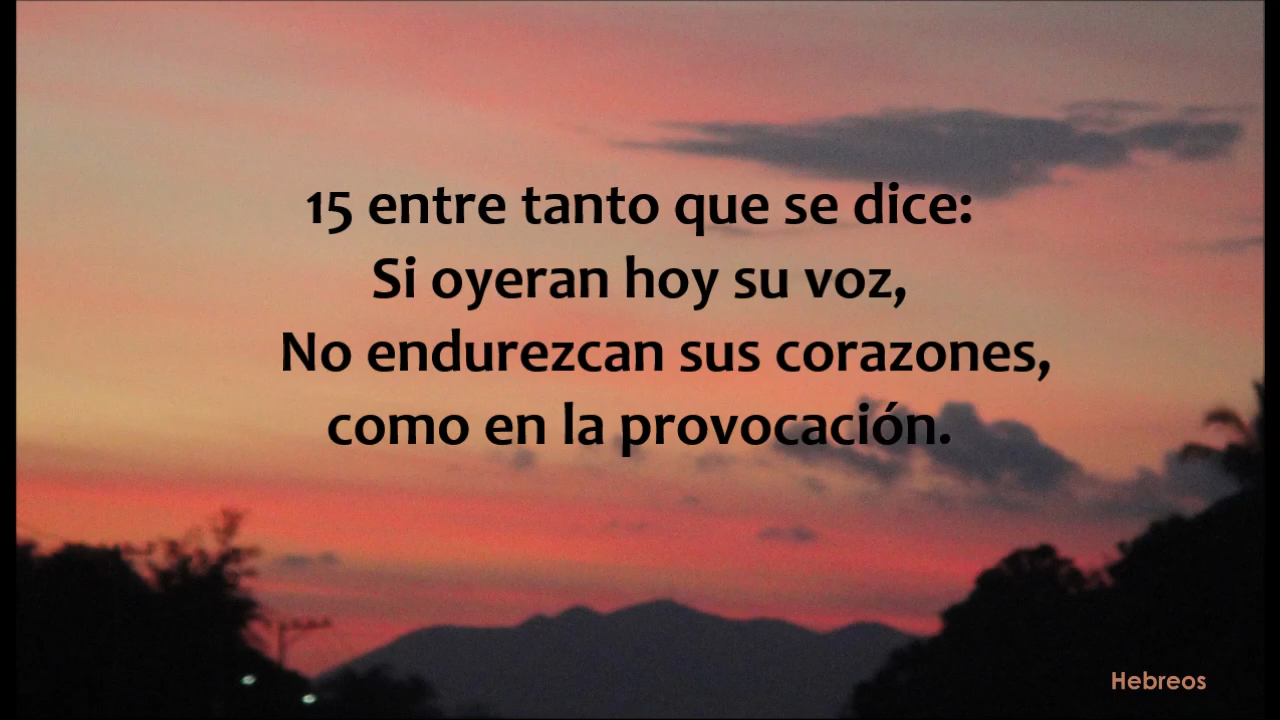 15 entre tanto que se dice:
Si oyeran hoy su voz,
No endurezcan sus corazones,
como en la provocación.
Hebreos